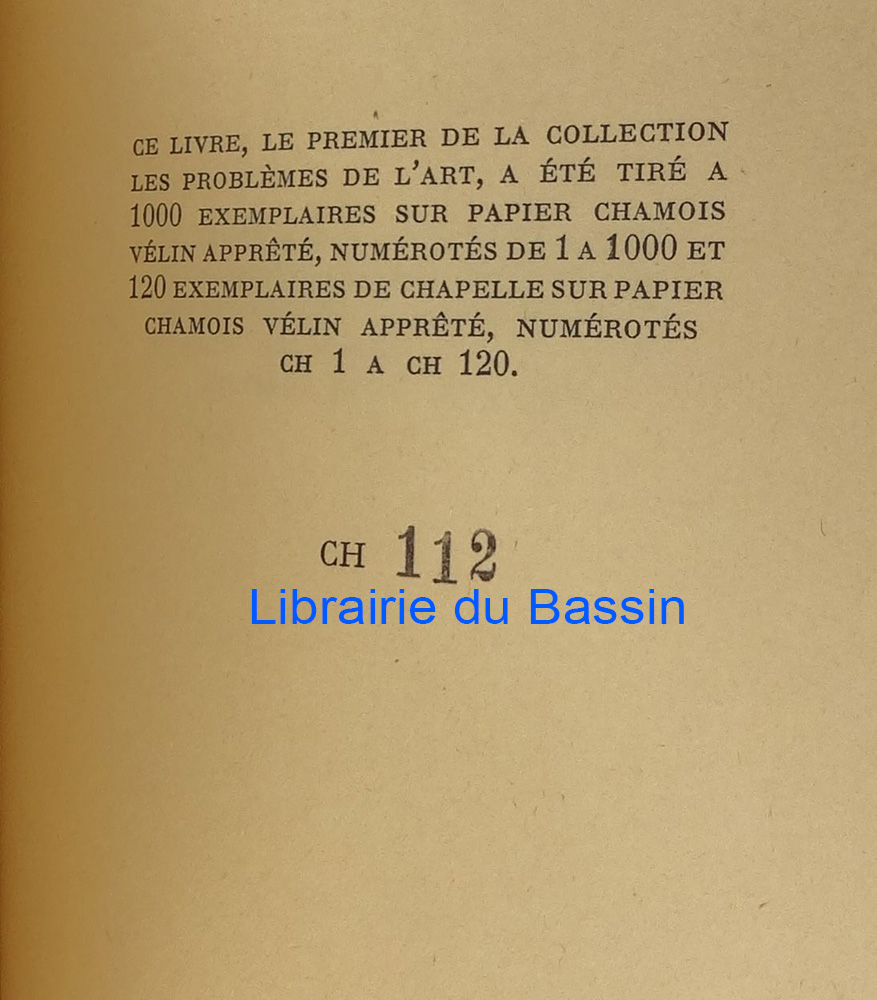 CE LIVRE, LE PREMIER DE LA COLLECTION
LES PROBLÈMES DE L'ART, A ÉTÉ TIRÉ A
1000 EXEMPLAIRES SUR PAPIER CHAMOIS
VÉLIN APPRÊTÉ, NUMÉROTÉS DE 1 A 1000 ET
120 EXEMPLAIRES DE CHAPELLE SUR PAPIER
CHAMOIS VÉLIN APPRÊTÉ, NUMÉROTÉS
CH 1 A CH 120.
CH 112
Librairie du Bassin